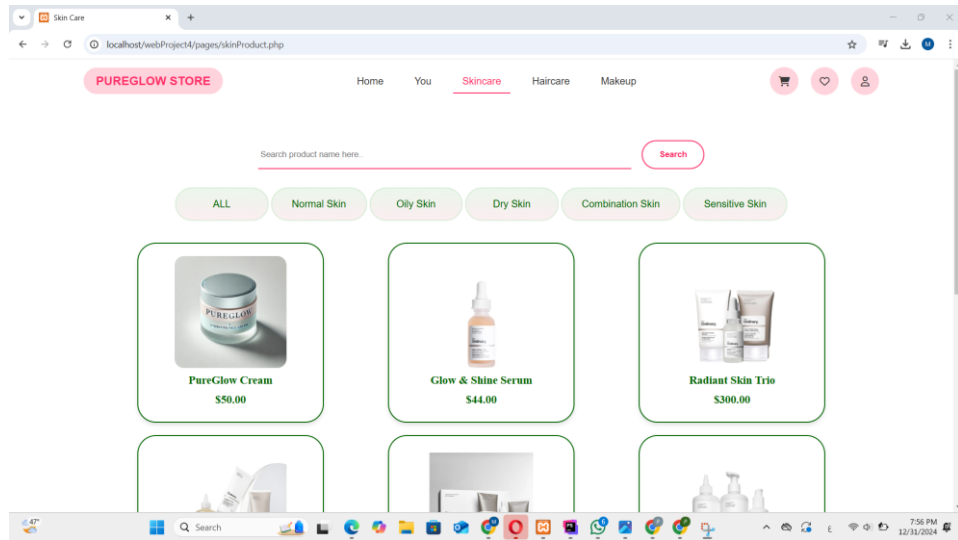 Skin Care
localhost/webProject4/pages/skinProduct.php
M
PUREGLOW STORE
Home You Skincare Haircare Makeup
Search product name here..
Search
ALL Normal Skin Oily Skin Dry Skin Combination Skin Sensitive Skin
PUREGLOW
PureGlow Cream
$50.00
Glow & Shine Serum
$44.00
Radiant Skin Trio
$300.00
47°
Search
ع
7:56 PM
12/31/2024